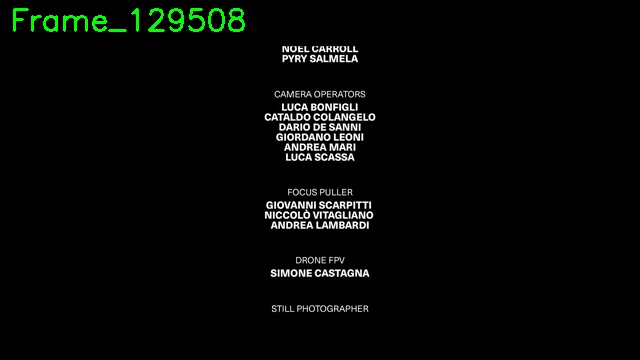 Frame_129508
NOEL CARROLL
PYRY SALMELA
CAMERA OPERATORS
LUCA BONFIGLI
CATALDO COLANGELO
DARIO DE SANNI
GIORDANO LEONI
ANDREA MARI
LUCA SCASSA
FOCUS PULLER
GIOVANNI SCARPITTI
NICCOLÒ VITAGLIANO
ANDREA LAMBARDI
DRONE FPV
SIMONE CASTAGNA
STILL PHOTOGRAPHER